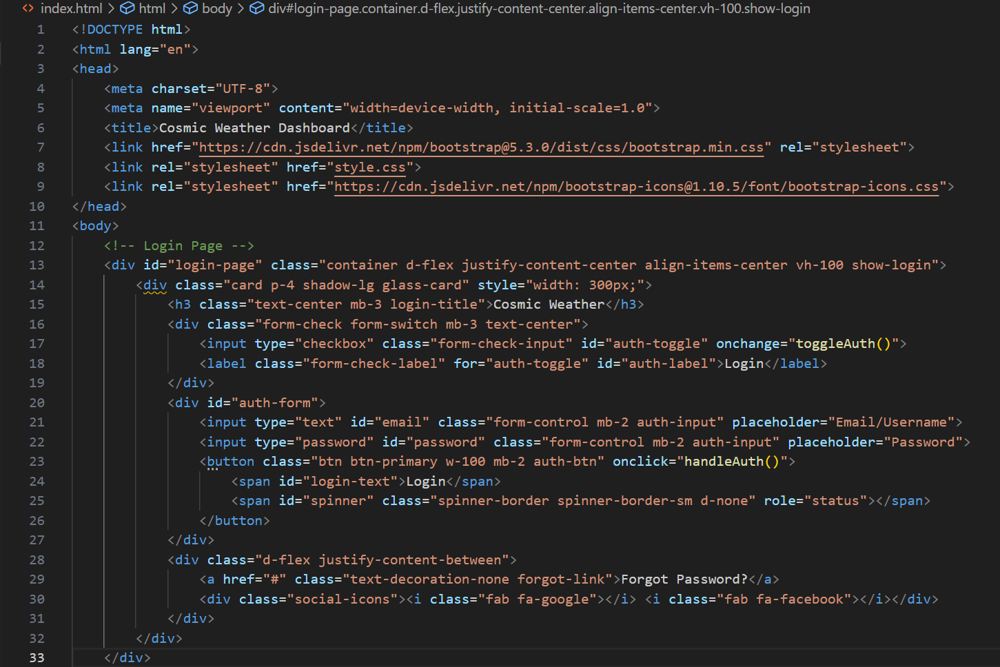 index.html > html > body > div#login-page.container.d-flex.justify-content-center.align-items-center.vh-100.show-login
1 <!DOCTYPE html>
2 <html lang="en">
3 <head>
4     <meta charset="UTF-8">
5     <meta name="viewport" content="width=device-width, initial-scale=1.0">
6     <title>Cosmic Weather Dashboard</title>
7     <link href="https://cdn.jsdelivr.net/npm/bootstrap@5.3.0/dist/css/bootstrap.min.css" rel="stylesheet">
8     <link rel="stylesheet" href="style.css">
9     <link rel="stylesheet" href="https://cdn.jsdelivr.net/npm/bootstrap-icons@1.10.5/font/bootstrap-icons.css">
10 </head>
11 <body>
12     <!-- Login Page -->
13     <div id="login-page" class="container d-flex justify-content-center align-items-center vh-100 show-login">
14         <div class="card p-4 shadow-lg glass-card" style="width: 300px;">
15             <h3 class="text-center mb-3 login-title">Cosmic Weather</h3>
16             <div class="form-check form-switch mb-3 text-center">
17                 <input type="checkbox" class="form-check-input" id="auth-toggle" onchange="toggleAuth()">
18                 <label class="form-check-label" for="auth-toggle" id="auth-label">Login</label>
19             </div>
20             <div id="auth-form">
21                 <input type="text" id="email" class="form-control mb-2 auth-input" placeholder="Email/Username">
22                 <input type="password" id="password" class="form-control mb-2 auth-input" placeholder="Password">
23                 <button class="btn btn-primary w-100 mb-2 auth-btn" onclick="handleAuth()">
24                     <span id="login-text">Login</span>
25                     <span id="spinner" class="spinner-border spinner-border-sm d-none" role="status"></span>
26                 </button>
27             </div>
28             <div class="d-flex justify-content-between">
29                 <a href="#" class="text-decoration-none forgot-link">Forgot Password?</a>
30                 <div class="social-icons"><i class="fab fa-google"></i> <i class="fab fa-facebook"></i></div>
31             </div>
32         </div>
33     </div>